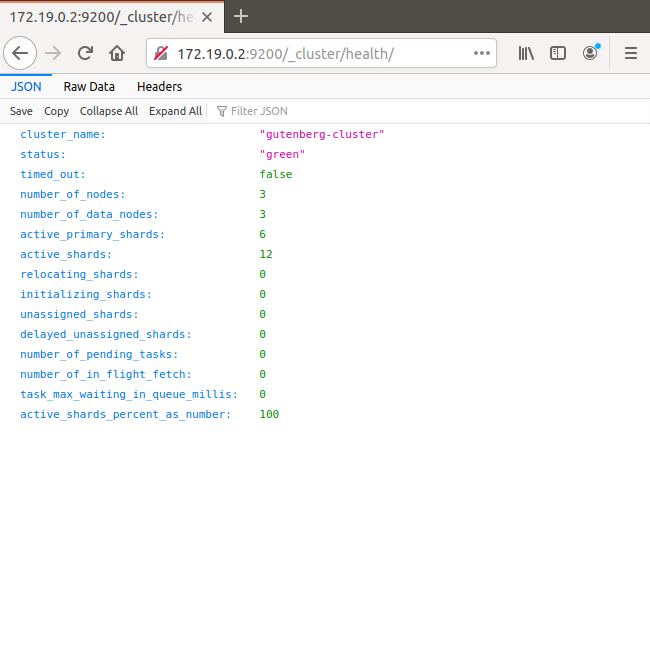 172.19.0.2:9200/_cluster/he
172.19.0.2:9200/_cluster/health/
JSON Raw Data Headers
Save Copy Collapse All Expand All Filter JSON
cluster_name: "gutenberg-cluster"
status: "green"
timed_out: false
number_of_nodes: 3
number_of_data_nodes: 3
active_primary_shards: 6
active_shards: 12
relocating_shards: 0
initializing_shards: 0
unassigned_shards: 0
delayed_unassigned_shards: 0
number_of_pending_tasks: 0
number_of_in_flight_fetch: 0
task_max_waiting_in_queue_millis: 0
active_shards_percent_as_number: 100